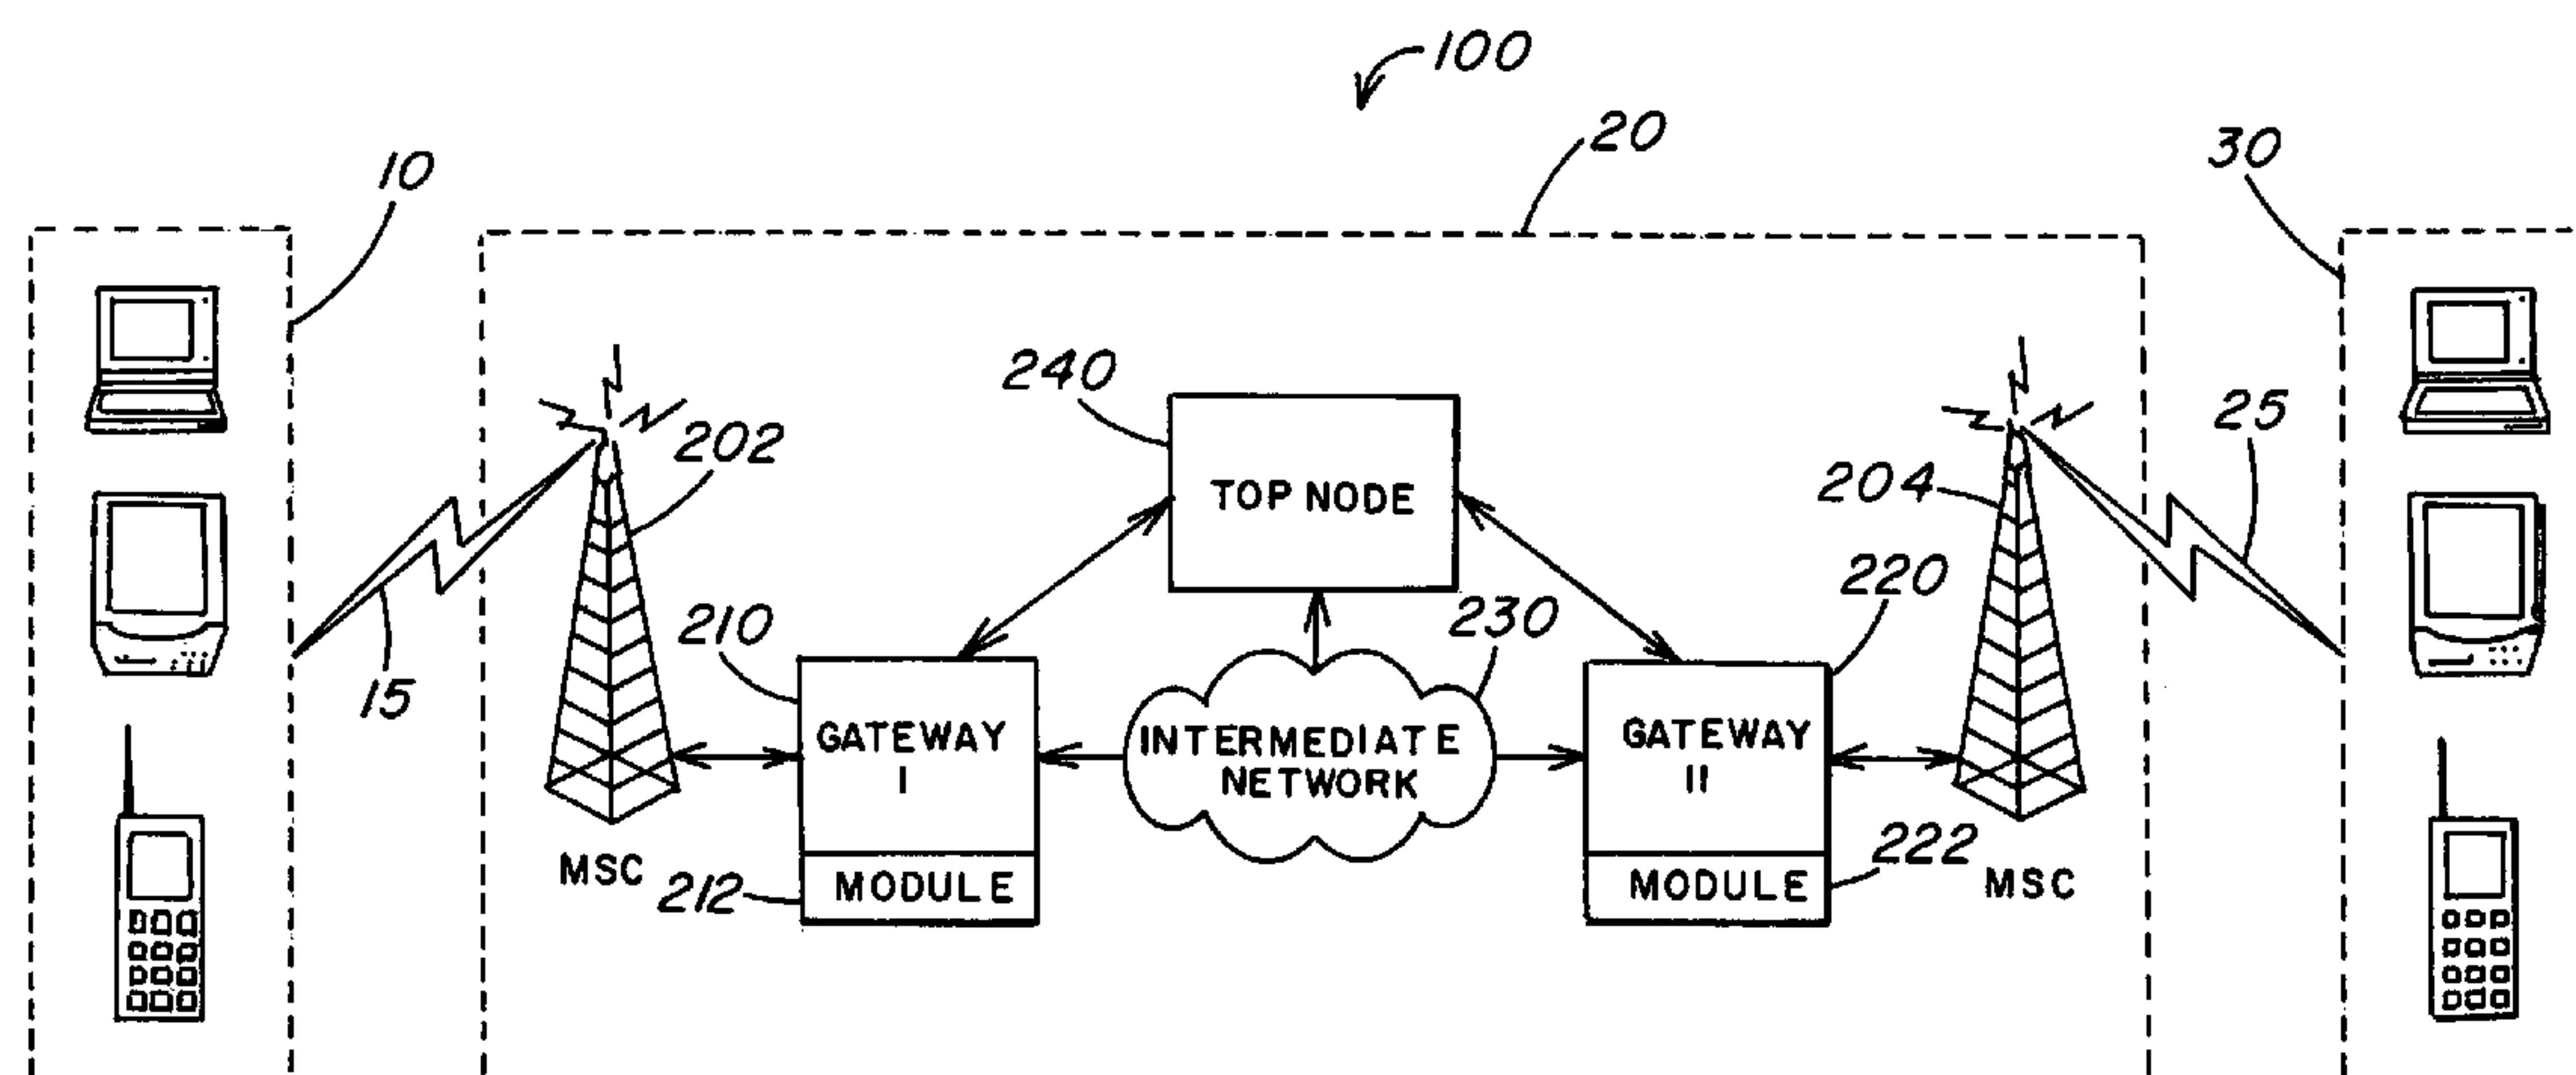 100
20
30
10
240
202
25
204
TOP NODE
220
210
230
15
GATEWAY
I
INTERMEDIATE
NETWORK
GATEWAY
II
MSC
212
MODULE
MODULE
222
MSC